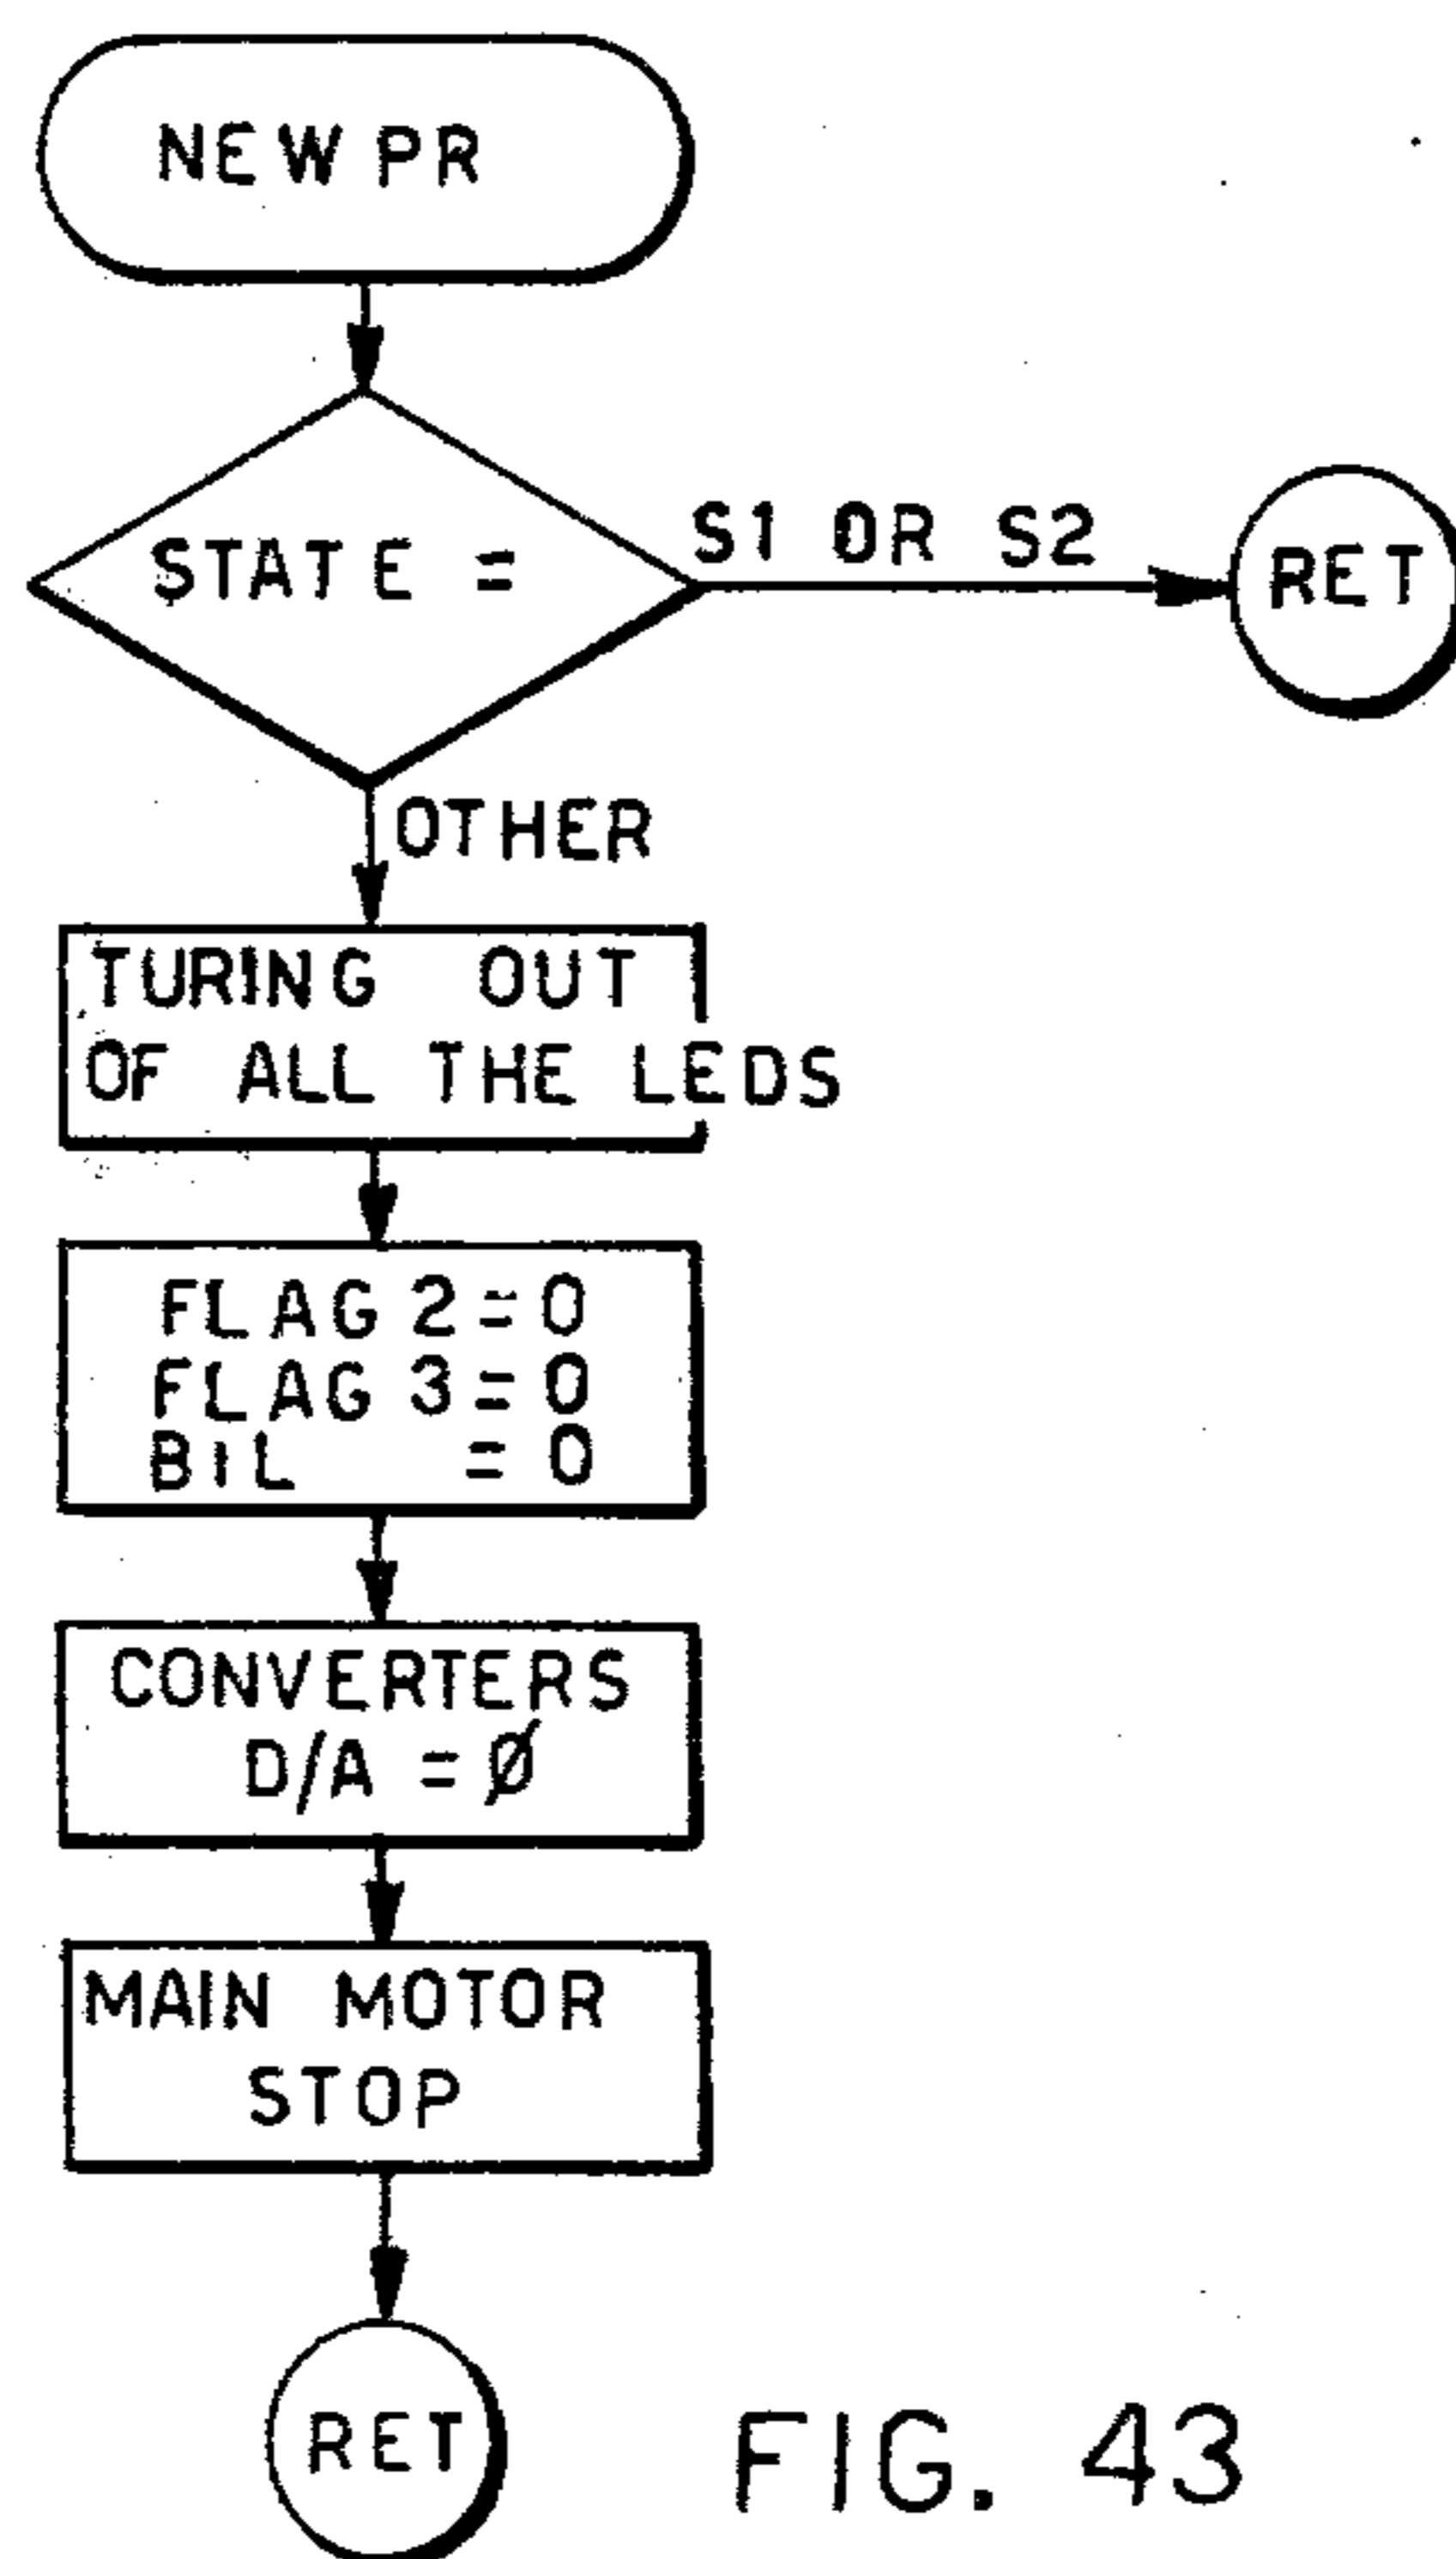 NEW PR
STATE =
S1 OR S2
RET
OTHER
TURING OUT
OF ALL THE LEDS
FLAG 2 = 0
FLAG 3 = 0
BIL = 0
CONVERTERS
D/A = Ø
MAIN MOTOR
STOP
RET
FIG. 43